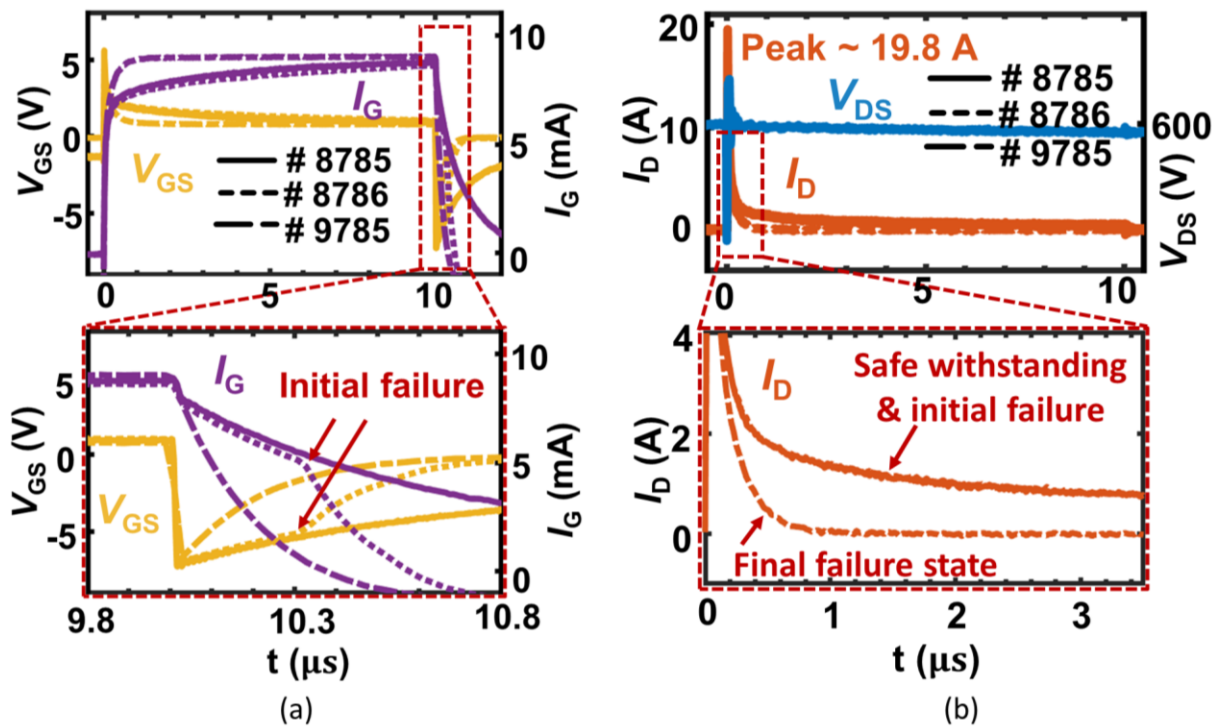 5
0
-5
V_GS (V)
10
5
0
I_G (mA)
I_G
V_GS
# 8785
# 8786
# 9785
0
5
10
20
10
0
I_D (A)
Peak ~ 19.8 A
V_DS
# 8785
# 8786
# 9785
I_D
600
V_DS (V)
0
5
10
5
0
-5
V_GS (V)
10
5
0
I_G (mA)
I_G
Initial failure
V_GS
9.8
10.3
10.8
t (μs)
(a)
4
2
0
I_D (A)
I_D
Safe withstanding
& initial failure
Final failure state
0
1
2
3
t (μs)
(b)